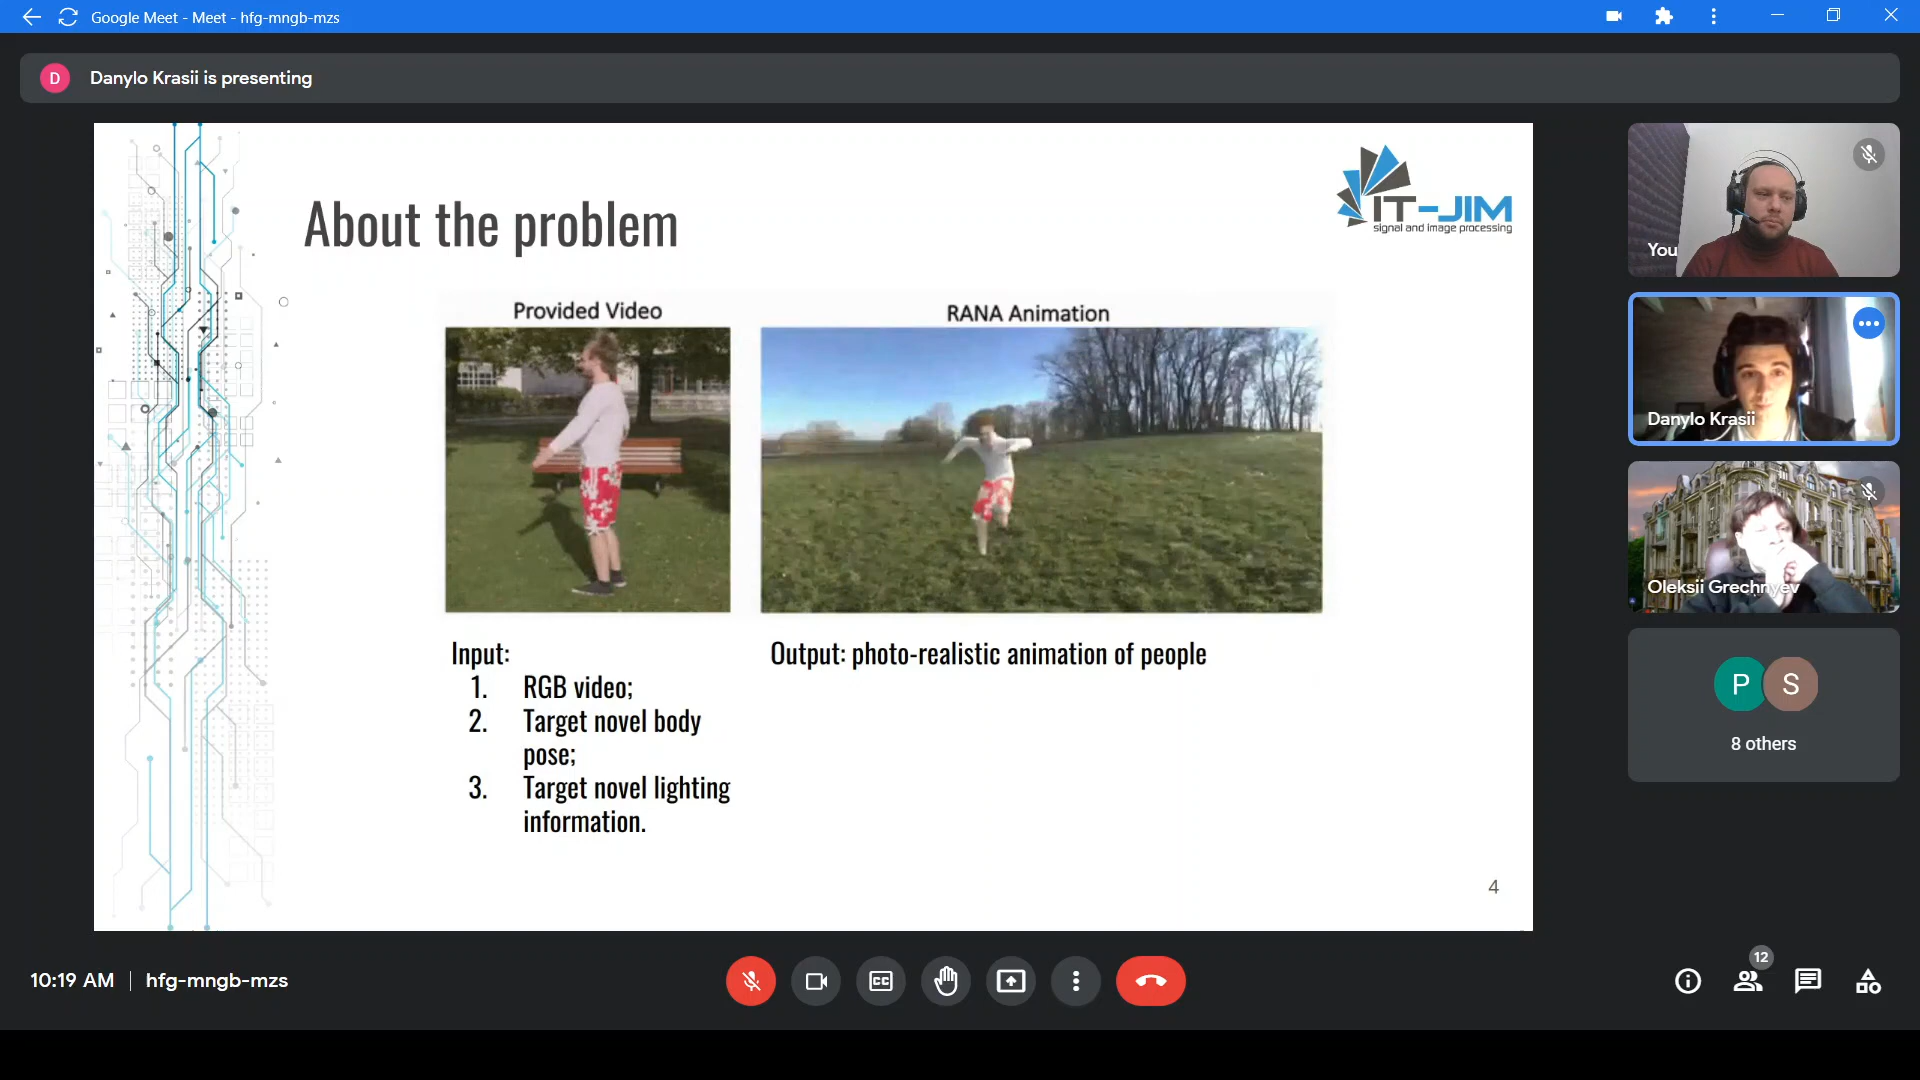 Google Meet - Meet - hfg-mngb-mzs
D
Danylo Krasii is presenting
IT-JIM
signal and image processing
About the problem
Provided Video
RANA Animation
Input:
1. RGB video;
2. Target novel body
pose;
3. Target novel lighting
information.
Output: photo-realistic animation of people
4
You
Danylo Krasii
Oleksii Grechnyev
P
S
8 others
10:19 AM | hfg-mngb-mzs
CC
12